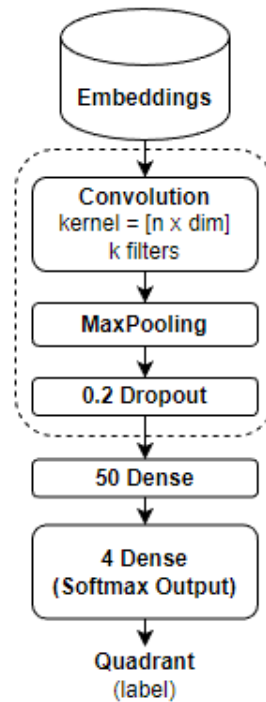 Embeddings
Convolution
kernel = [n x dim]
k filters
MaxPooling
0.2 Dropout
50 Dense
4 Dense
(Softmax Output)
Quadrant
(label)